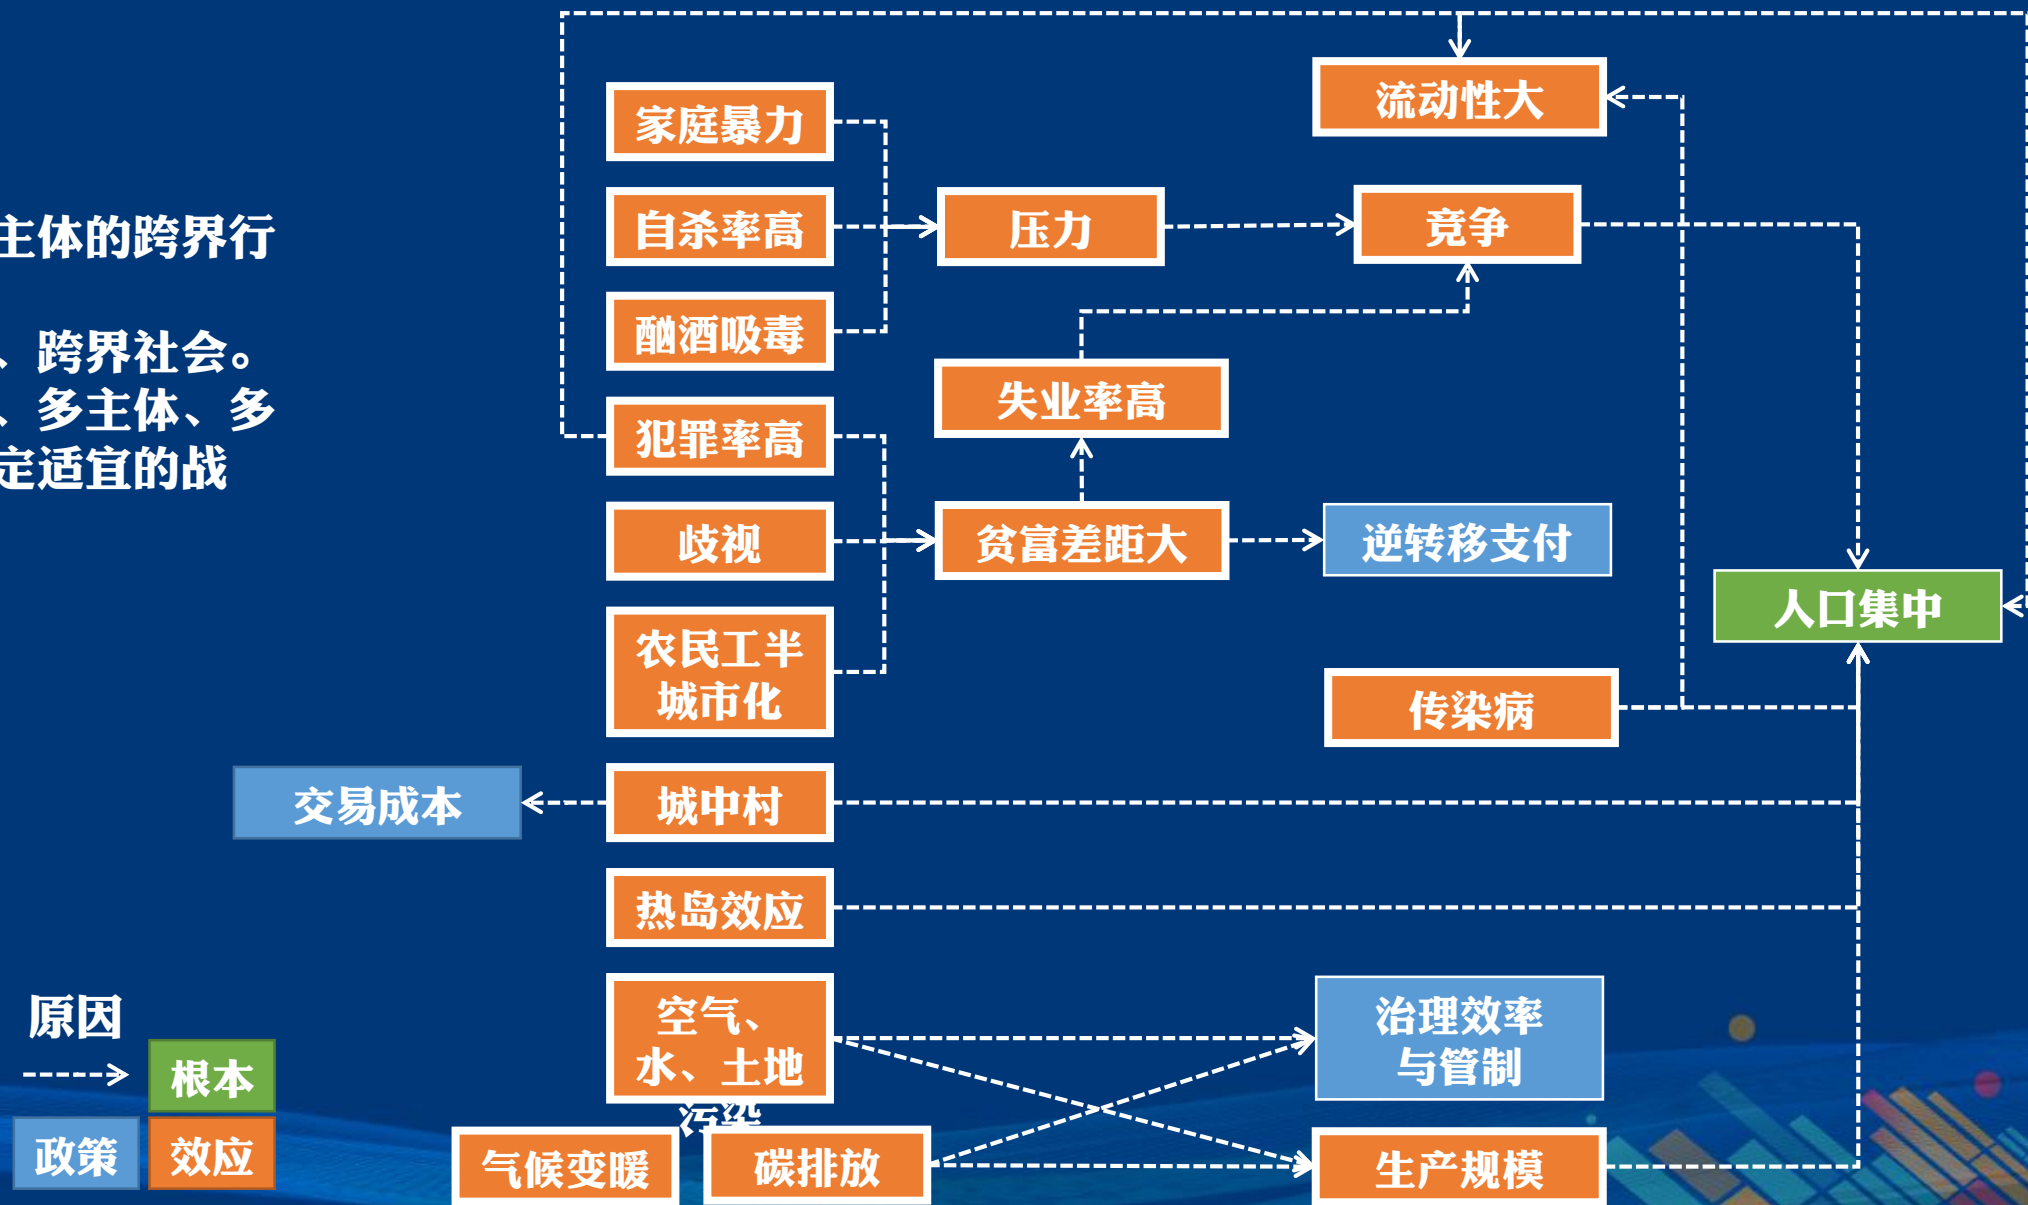 主体的跨界行
、跨界社会。
、多主体、多
定适宜的战
家庭暴力
自杀率高
酗酒吸毒
犯罪率高
歧视
农民工半
城市化
城中村
热岛效应
空气、
水、土地
污染
气候变暖
碳排放
交易成本
压力
失业率高
贫富差距大
流动性大
竞争
逆转移支付
传染病
治理效率
与管制
生产规模
人口集中
原因
根本
政策
效应